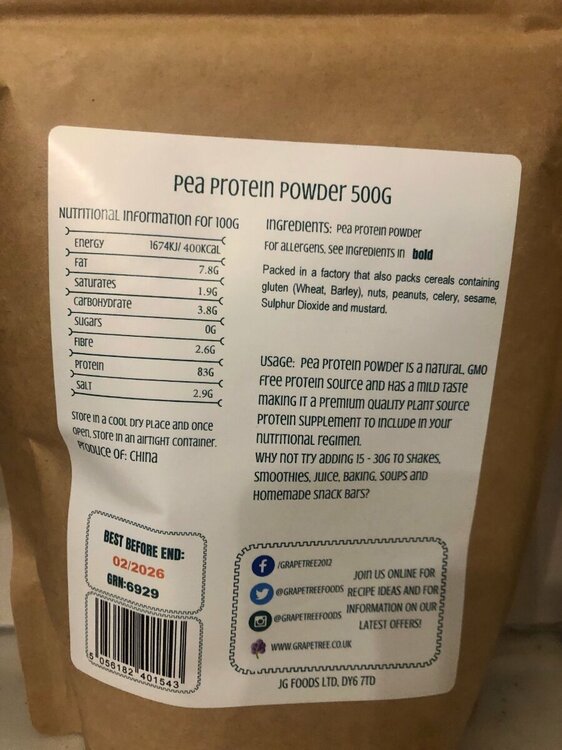 Pea Protein Powder 500G
Nutritional Information for 100G
Energy 1674KJ/ 400Kcal
Fat 7.8G
Saturates 1.9G
Carbohydrate 3.8G
Sugars 0G
Fibre 2.6G
Protein 83G
Salt 2.9G
Store in a cool dry place and once
open, store in an airtight container.
Produce of: China
Ingredients: Pea Protein Powder
For allergens, see ingredients in bold
Packed in a factory that also packs cereals containing
gluten (Wheat, Barley), nuts, peanuts, celery, sesame,
Sulphur Dioxide and mustard.
Usage: Pea Protein Powder is a natural, GMO
free protein source and has a mild taste
making it a premium quality plant source
protein supplement to include in your
nutritional regimen.
Why not try adding 15 - 30G to shakes,
smoothies, juice, baking, soups and
homemade snack bars?
BEST BEFORE END:
02/2026
GRN:6929
5 056182 401543
/GRAPETREE2012
@GRAPETREEFOODS
@GRAPETREEFOODS
WWW.GRAPETREE.CO.UK
JOIN US ONLINE FOR
RECIPE IDEAS AND FOR
INFORMATION ON OUR
LATEST OFFERS!
JG FOODS LTD, DY6 7TD